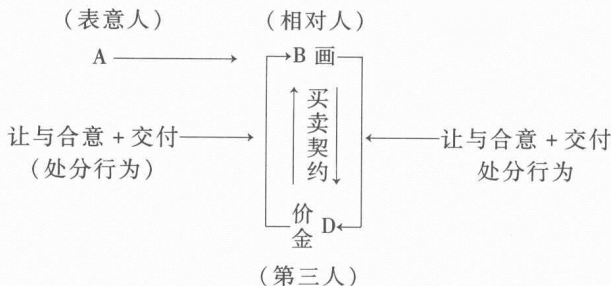 （表意人） （相对人）
A B 画
买卖契约
让与合意＋交付
（处分行为）
让与合意＋交付
处分行为
价金 D
（第三人）